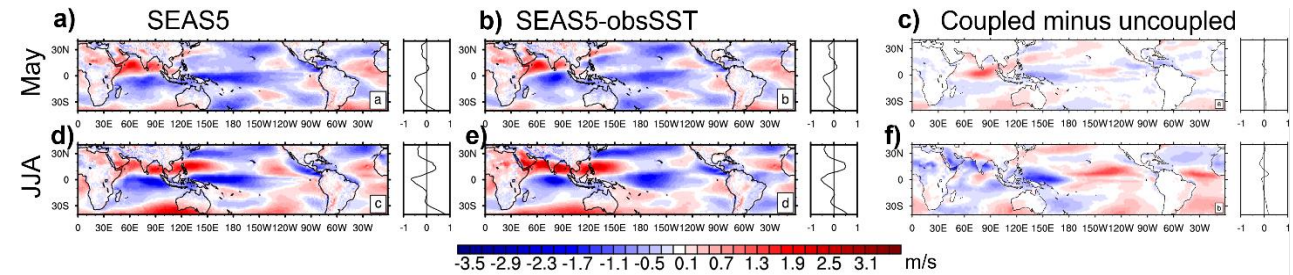 a) SEAS5 b) SEAS5-obsSST c) Coupled minus uncoupled
May
30N 30N 30N
0 0 0
30S 30S 30S
a b a
0 30E 60E 90E 120E 150E 180 150W 120W 90W 60W 30W -1 0 1 0 30E 60E 90E 120E 150E 180 150W 120W 90W 60W 30W -1 0 1 0 30E 60E 90E 120E 150E 180 150W 120W 90W 60W 30W -1 0 1
d) e) f)
JJA
30N 30N 30N
0 0 0
30S 30S 30S
c d b
0 30E 60E 90E 120E 150E 180 150W 120W 90W 60W 30W -1 0 1 0 30E 60E 90E 120E 150E 180 150W 120W 90W 60W 30W -1 0 1 0 30E 60E 90E 120E 150E 180 150W 120W 90W 60W 30W -1 0 1
-3.5 -2.9 -2.3 -1.7 -1.1 -0.5 0.1 0.7 1.3 1.9 2.5 3.1 m/s